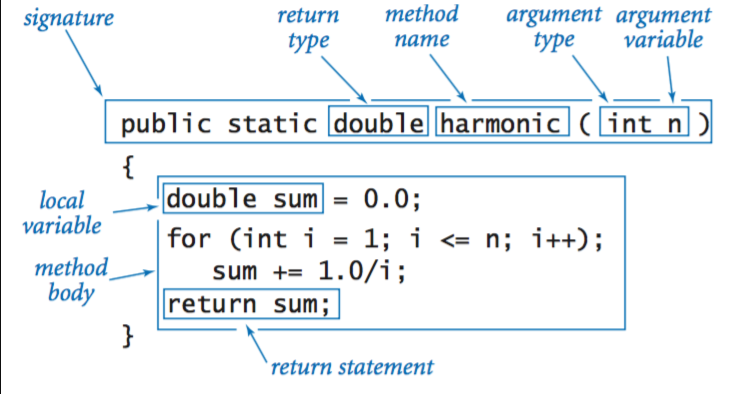 signature
return type
method name
argument type
argument variable
public static double harmonic ( int n )
{
local variable
double sum = 0.0;
for (int i = 1; i <= n; i++);
method body
sum += 1.0/i;
return sum;
}
return statement